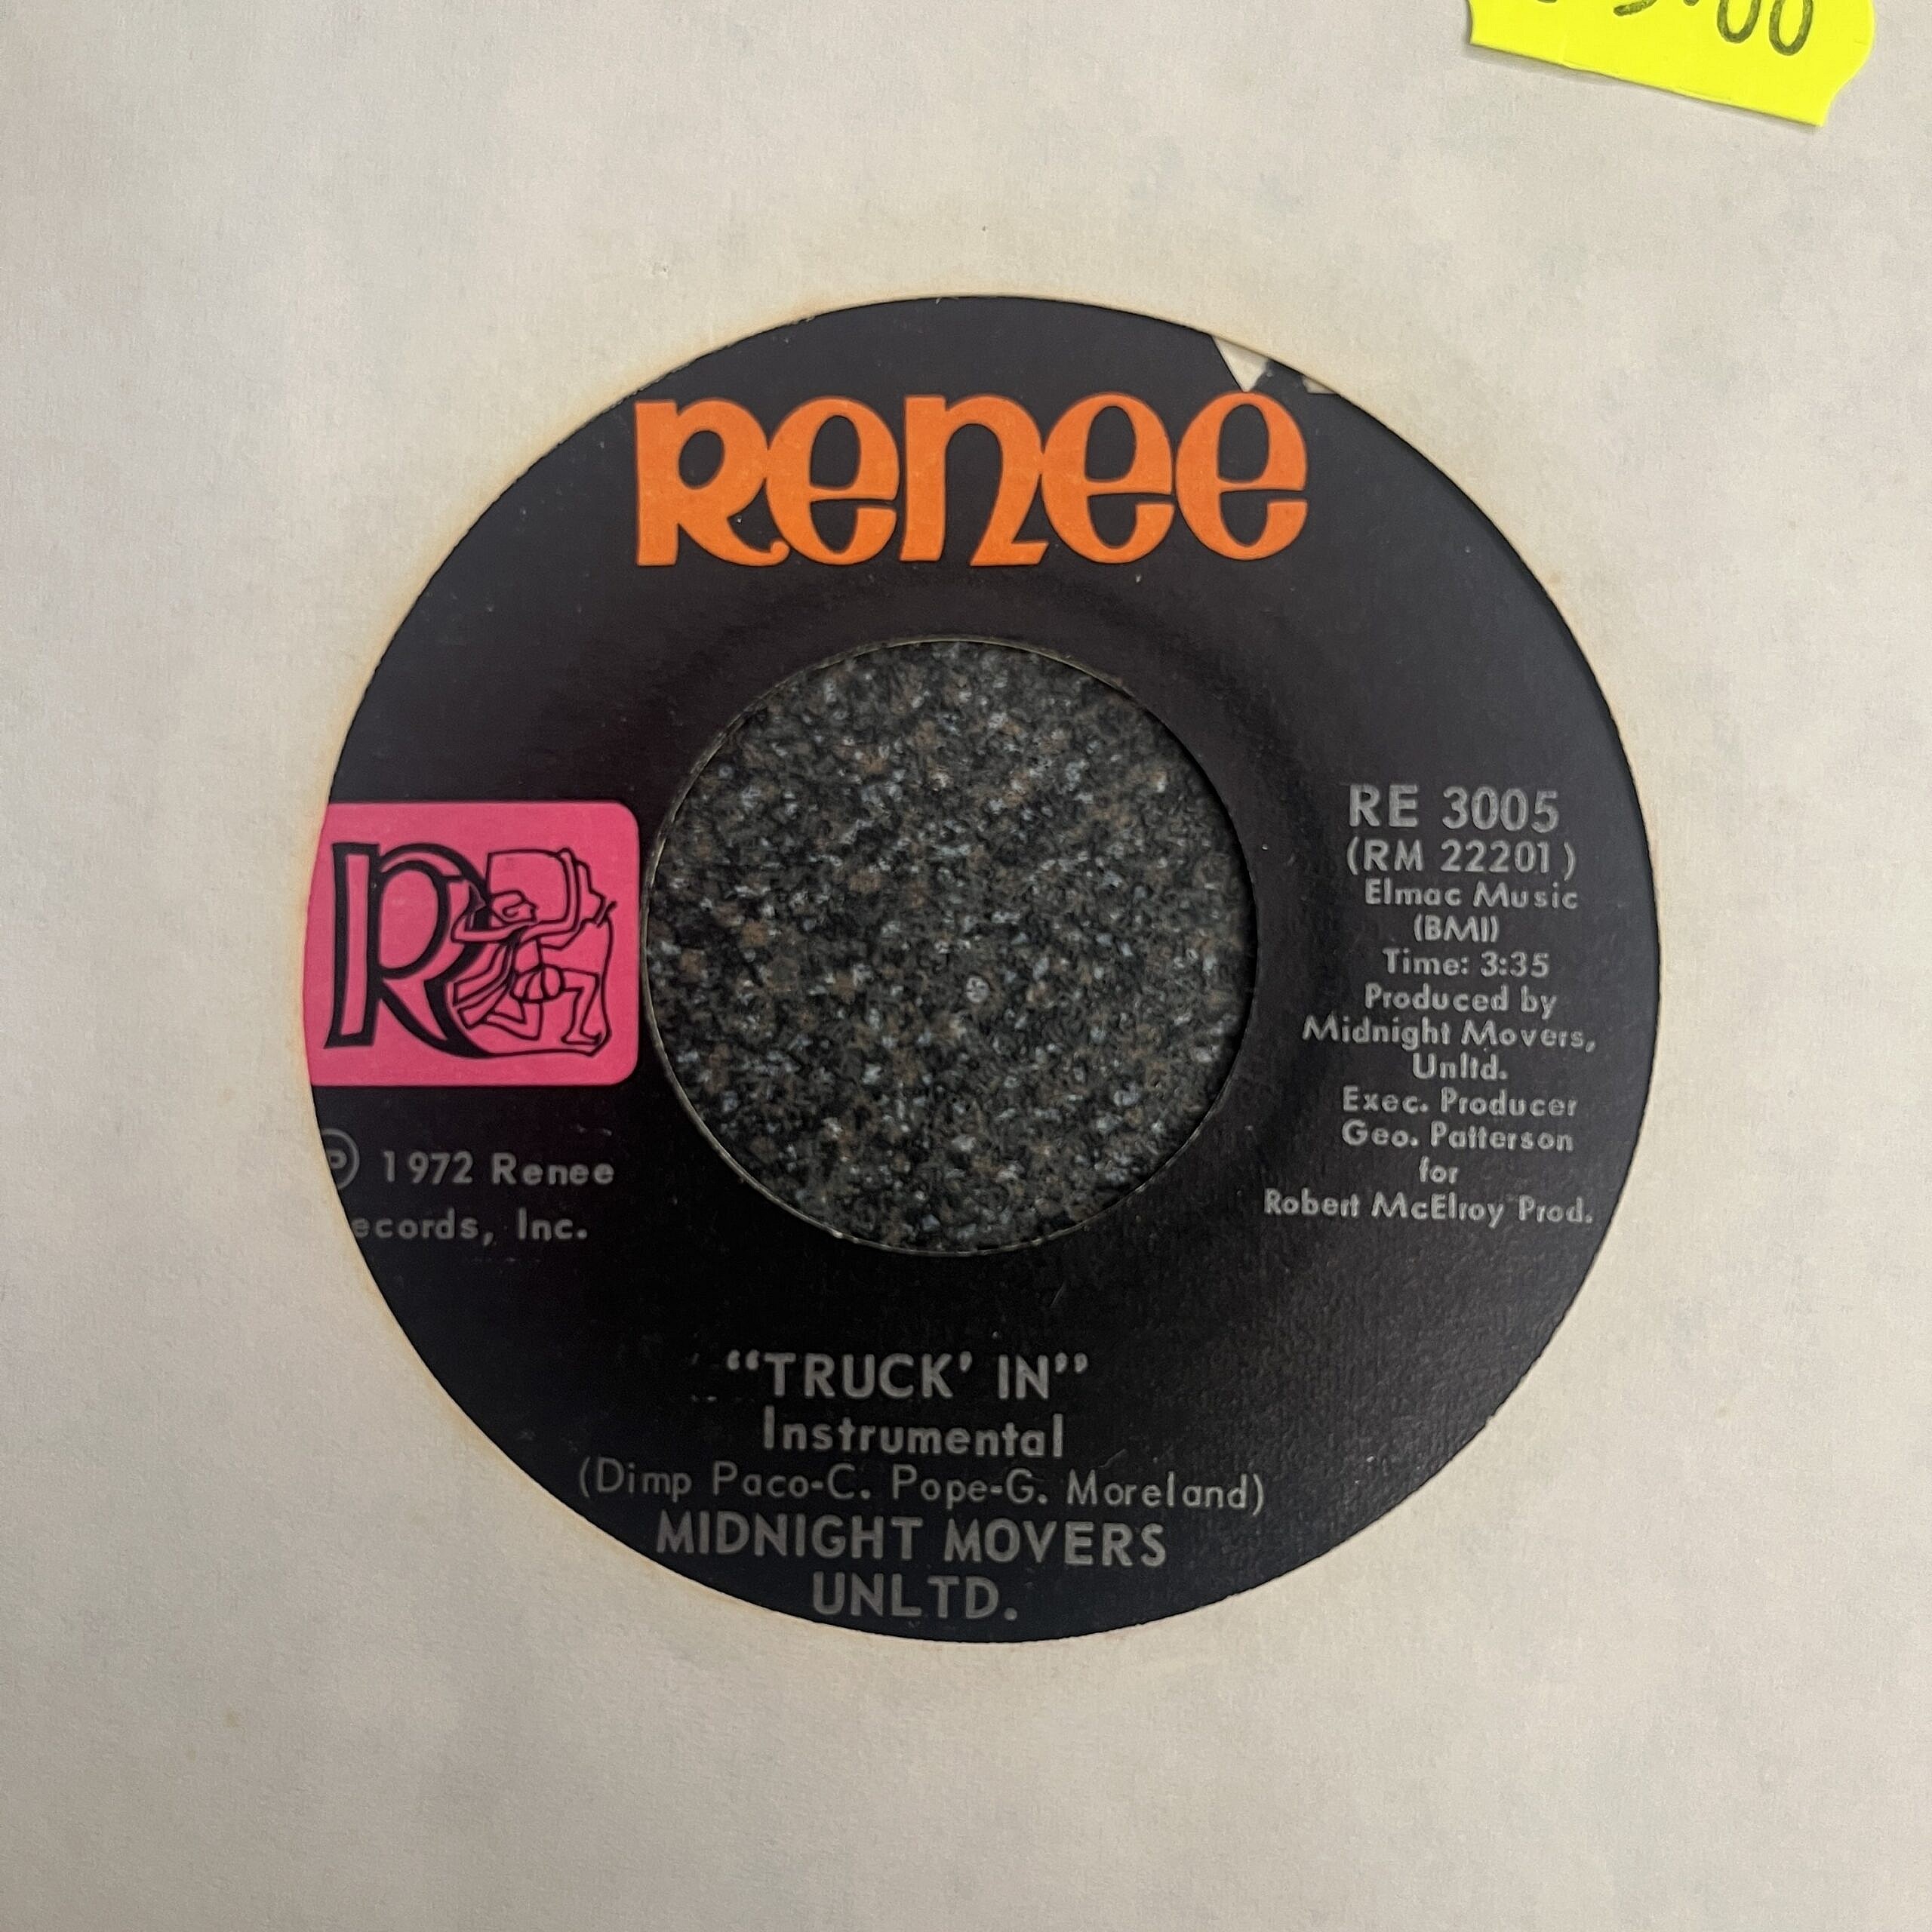 Renee
R
RE 3005
(RM 22201)
Elmac Music
(BMI)
Time: 3:35
Produced by
Midnight Movers,
Unltd.
Exec. Producer
Geo. Patterson
for
Robert McElroy Prod.
℗ 1972 Renee
ecords, Inc.
“TRUCK’ IN”
Instrumental
(Dimp Paco-C. Pope-G. Moreland)
MIDNIGHT MOVERS
UNLTD.